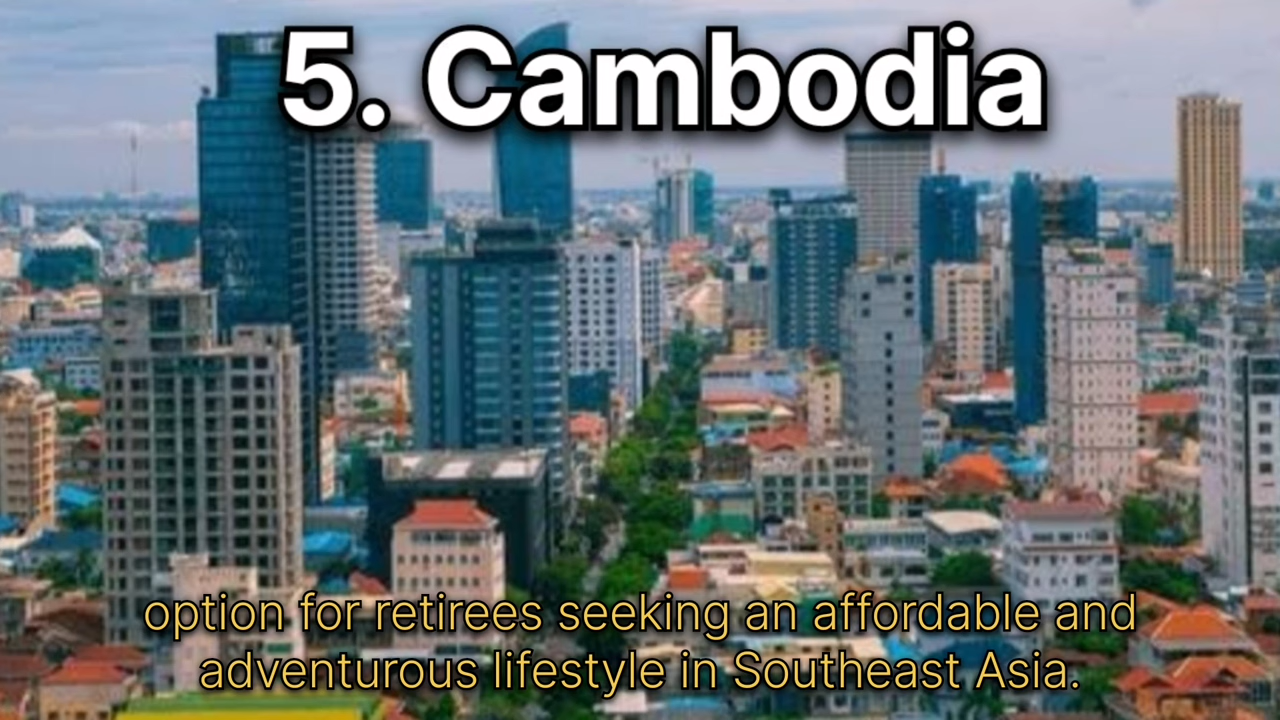 5. Cambodia
option for retirees seeking an affordable and
adventurous lifestyle in Southeast Asia.